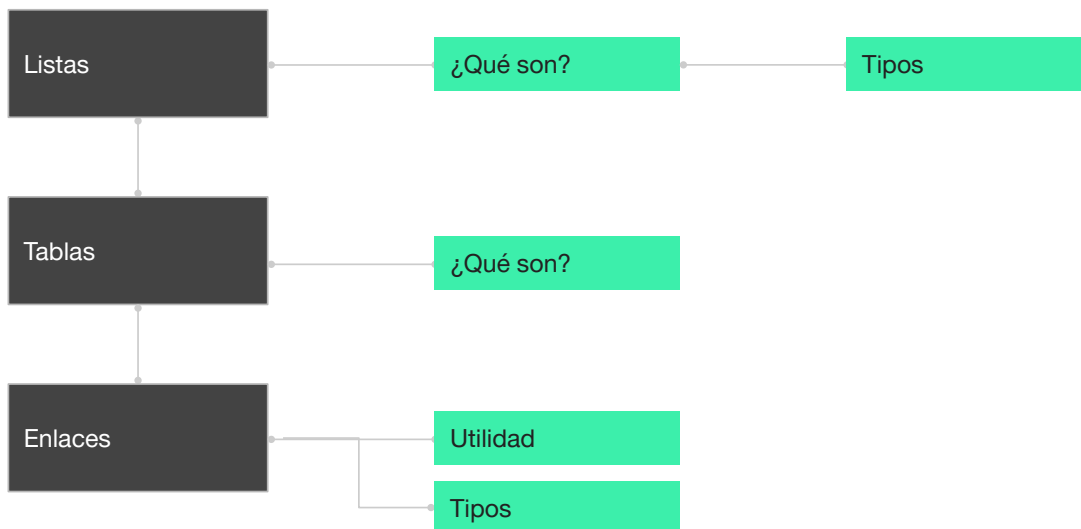 Listas
¿Qué son?
Tipos
Tablas
¿Qué son?
Enlaces
Utilidad
Tipos